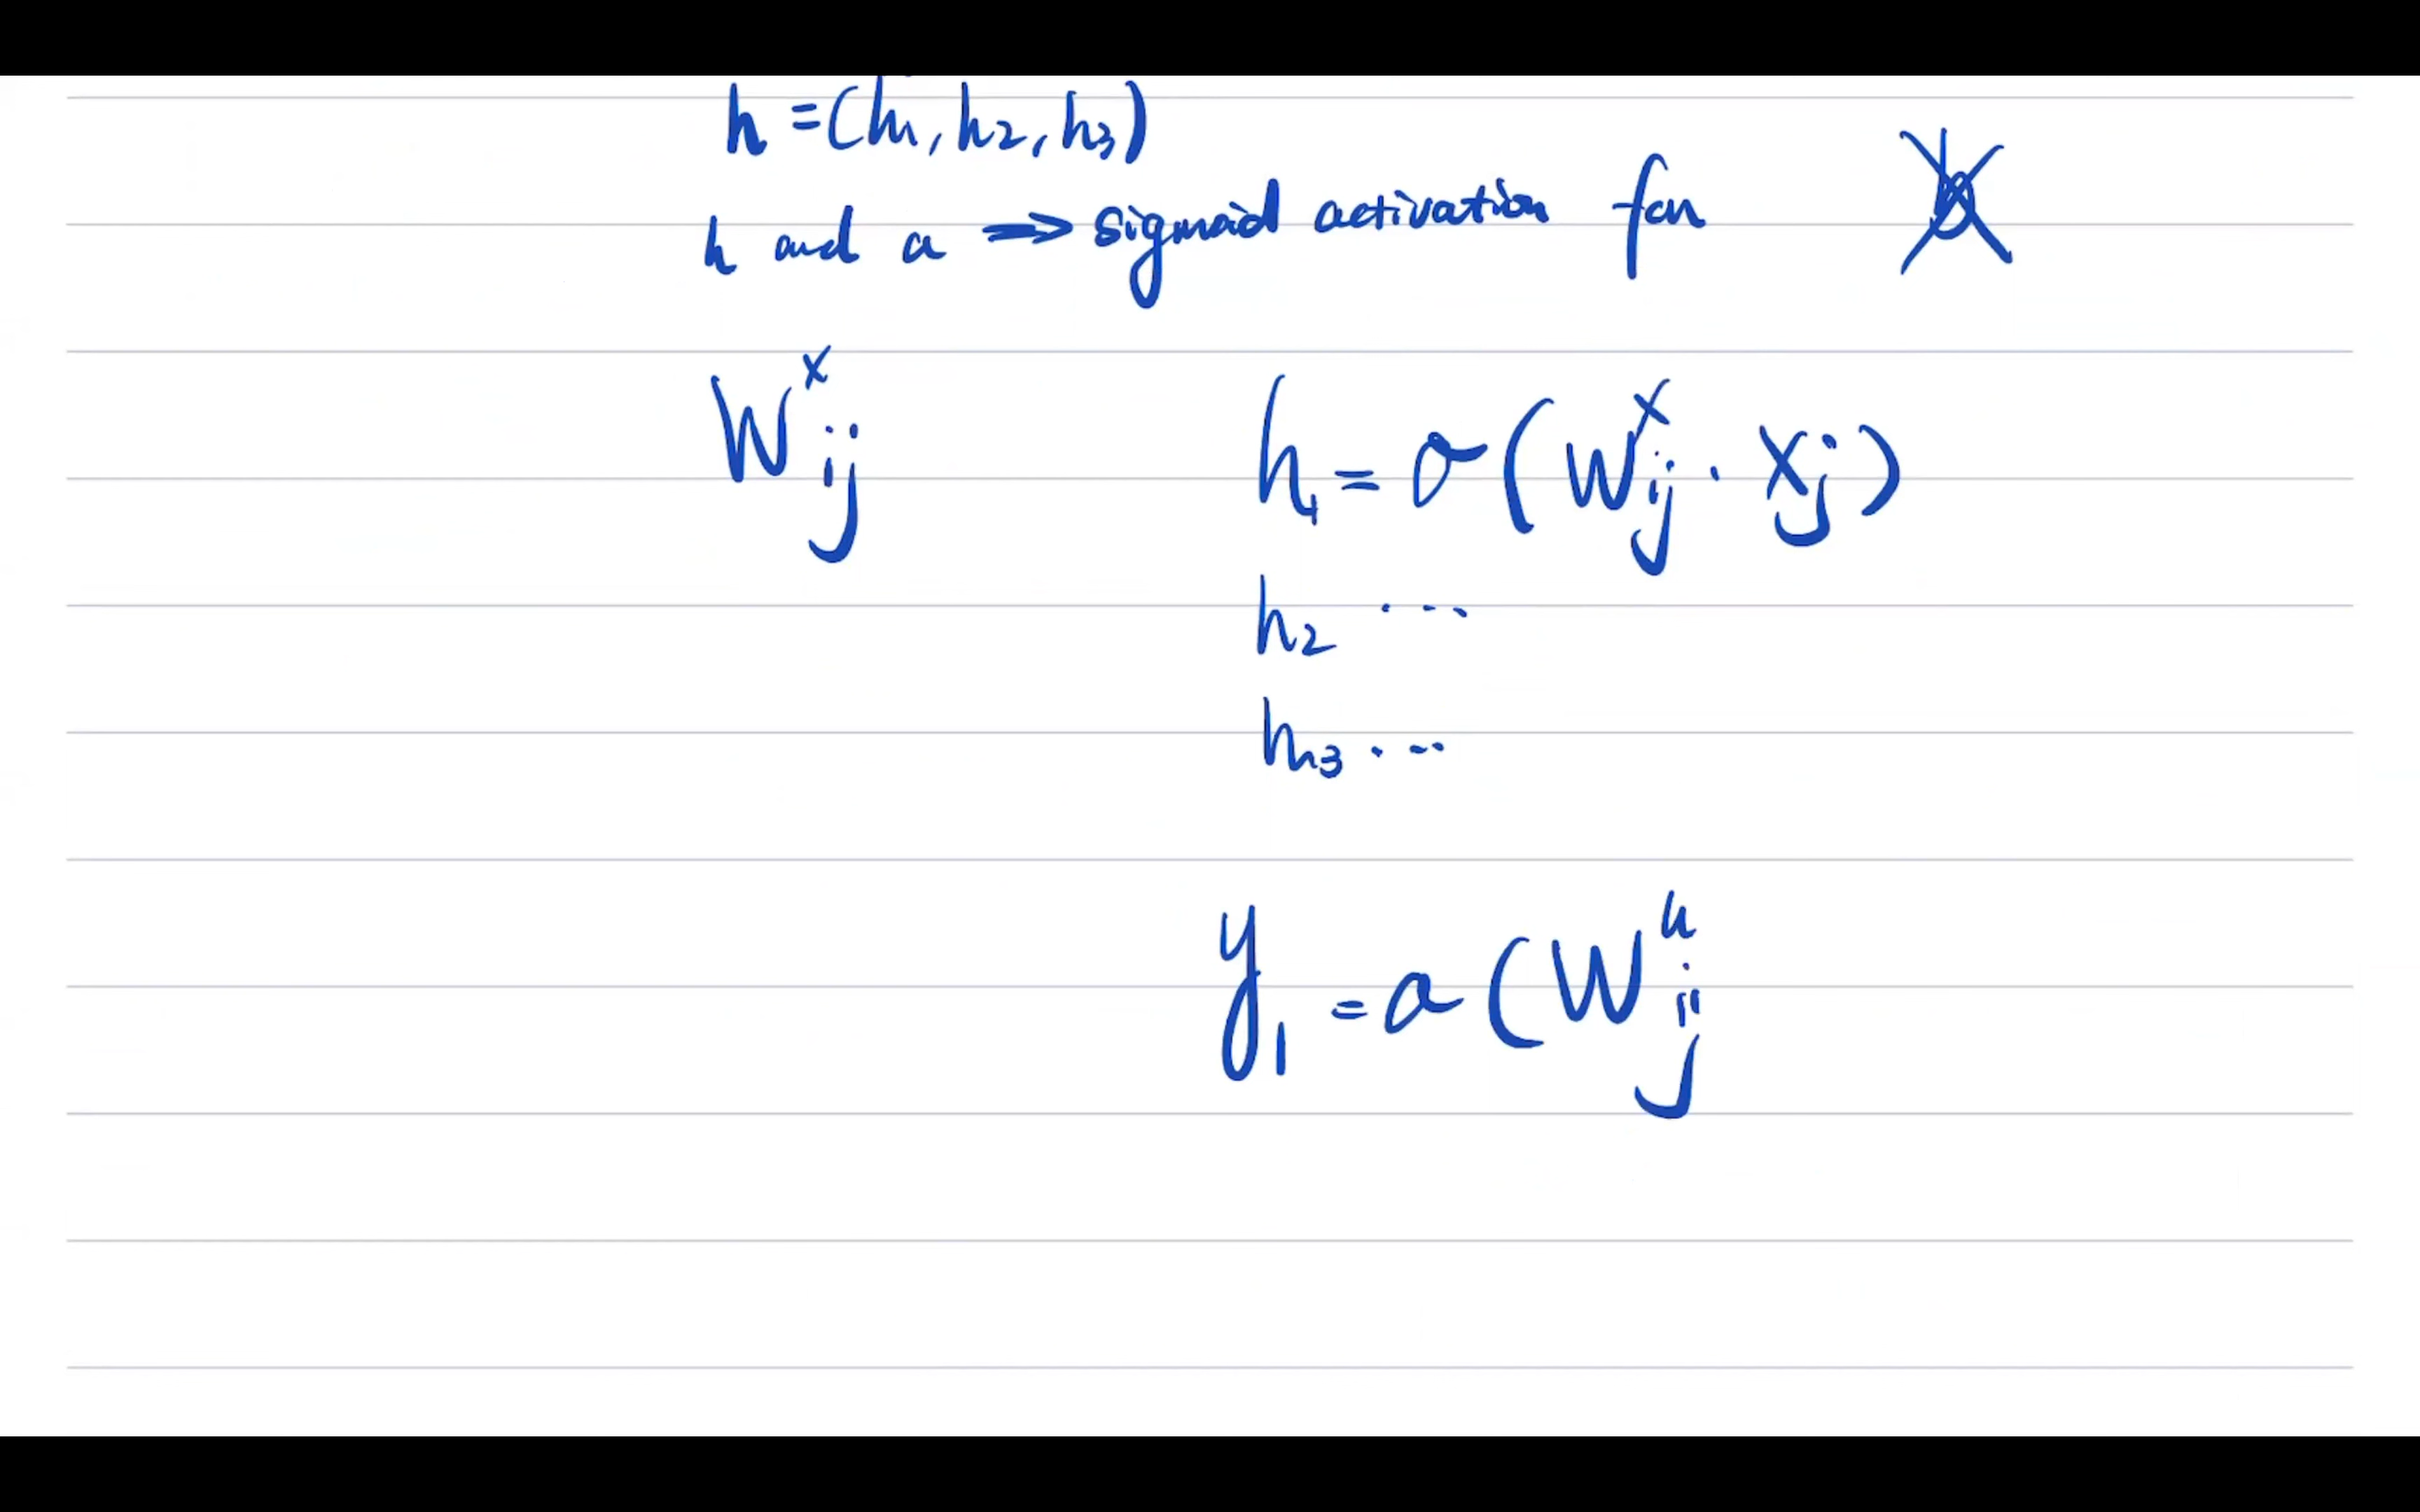 h = (h1, h2, h3)
h and a ⇒ sigmoid activation fcn
b
W^x_ij
h1 = σ(W^x_ij · xj)
h2 ...
h3 ...
y1 = a(W^h_ij